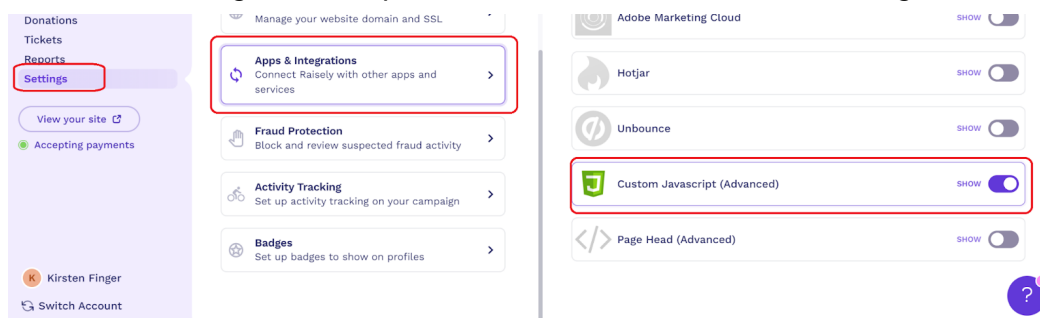 Donations
Tickets
Reports
Settings
View your site
Accepting payments
K Kirsten Finger
Switch Account
Manage your website domain and SSL
Apps & Integrations
Connect Raisely with other apps and
services
Fraud Protection
Block and review suspected fraud activity
Activity Tracking
Set up activity tracking on your campaign
Badges
Set up badges to show on profiles
Adobe Marketing Cloud SHOW
Hotjar SHOW
Unbounce SHOW
Custom Javascript (Advanced) SHOW
</> Page Head (Advanced) SHOW
?